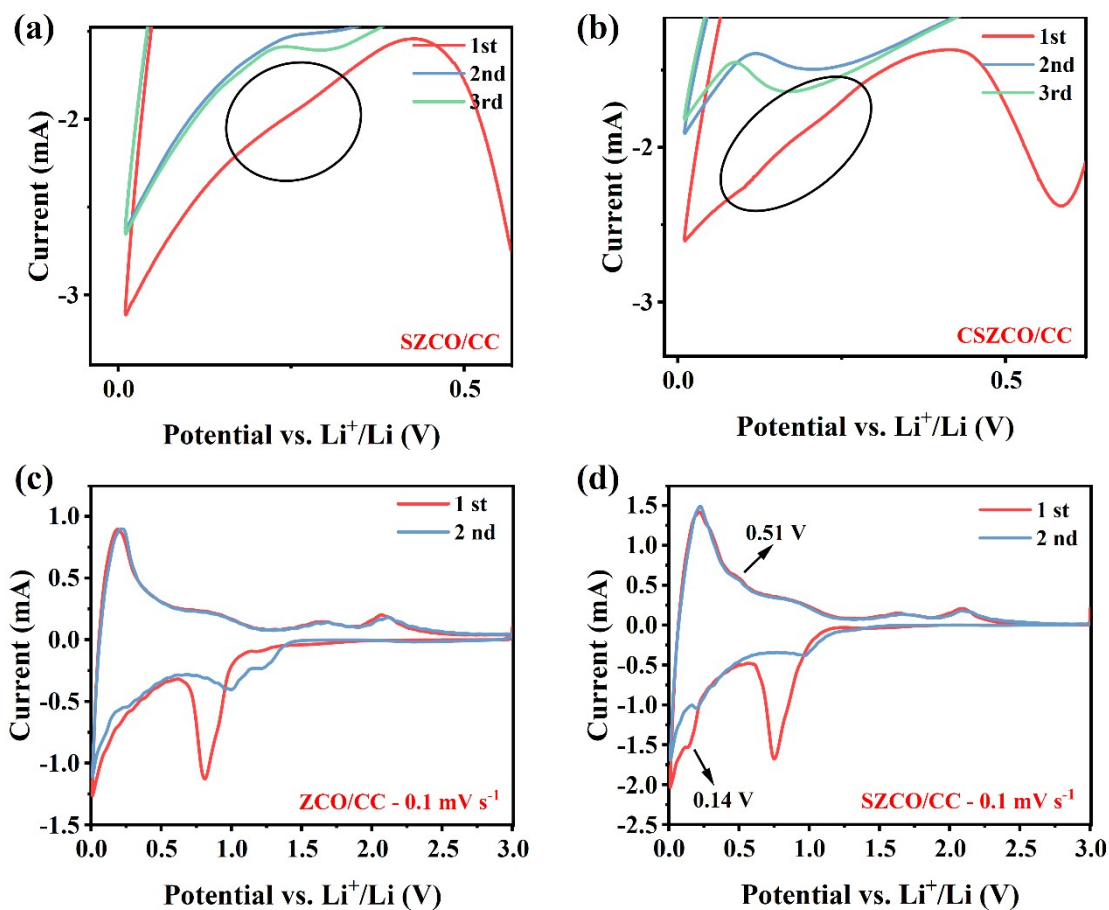 (a)
1st
2nd
3rd
-2
-3
Current (mA)
SZCO/CC
0.0
0.5
Potential vs. Li⁺/Li (V)
(b)
1st
2nd
3rd
-2
-3
Current (mA)
CSZCO/CC
0.0
0.5
Potential vs. Li⁺/Li (V)
(c)
1 st
2 nd
1.0
0.5
0.0
-0.5
-1.0
-1.5
Current (mA)
ZCO/CC - 0.1 mV s⁻¹
0.0 0.5 1.0 1.5 2.0 2.5 3.0
Potential vs. Li⁺/Li (V)
(d)
1 st
2 nd
0.51 V
1.5
1.0
0.5
0.0
-0.5
-1.0
-1.5
-2.0
-2.5
Current (mA)
0.14 V
SZCO/CC - 0.1 mV s⁻¹
0.0 0.5 1.0 1.5 2.0 2.5 3.0
Potential vs. Li⁺/Li (V)